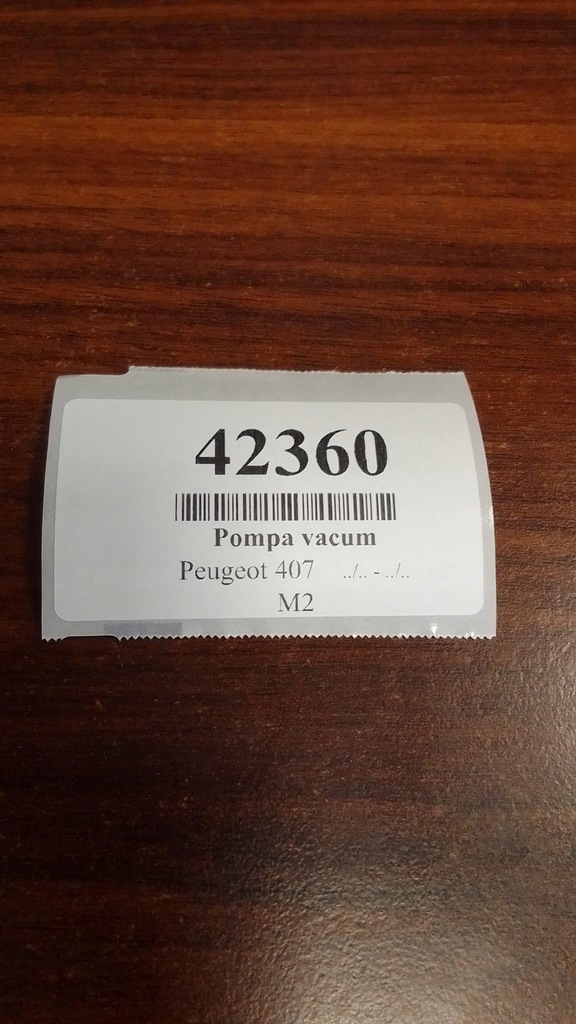 42360
Pompa vacum
Peugeot 407 ../.. - ../..
M2